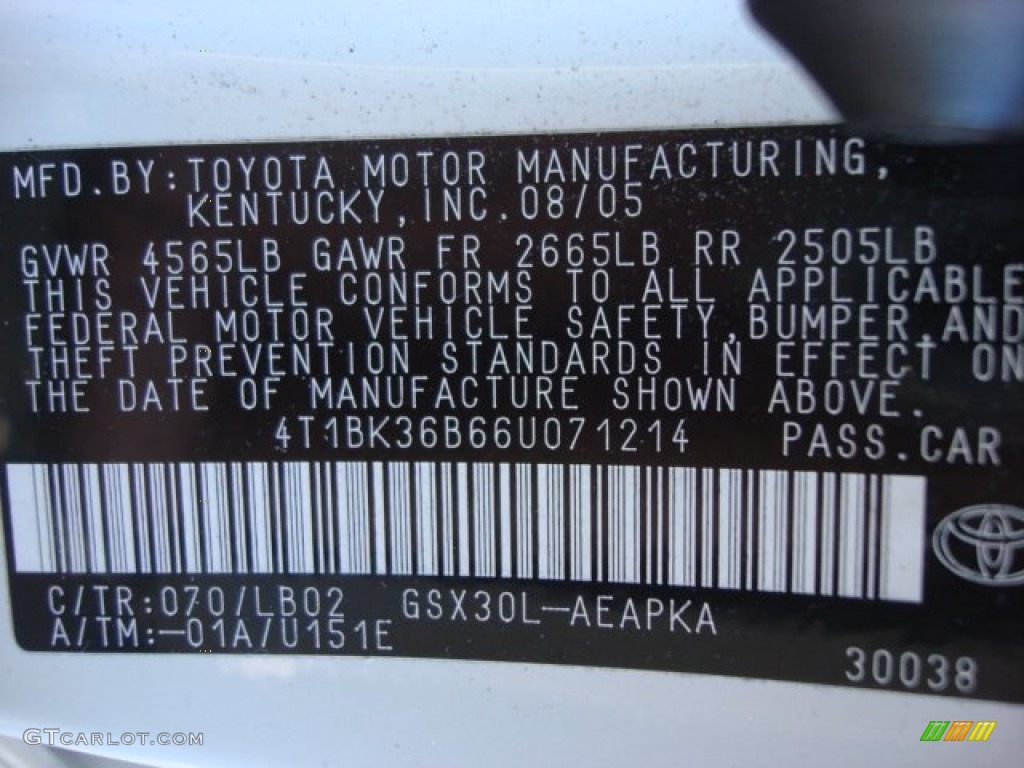 MFD.BY:TOYOTA MOTOR MANUFACTURING,
KENTUCKY,INC.08/05
GVWR 4565LB GAWR FR 2665LB RR 2505LB
THIS VEHICLE CONFORMS TO ALL APPLICABLE
FEDERAL MOTOR VEHICLE SAFETY,BUMPER,AND
THEFT PREVENTION STANDARDS IN EFFECT ON
THE DATE OF MANUFACTURE SHOWN ABOVE.
4T1BK36B66U071214 PASS.CAR
C/TR:070/LB02 GSX30L-AEAPKA
A/TM:-01A/U151E
30038
GTCARLOT.COM